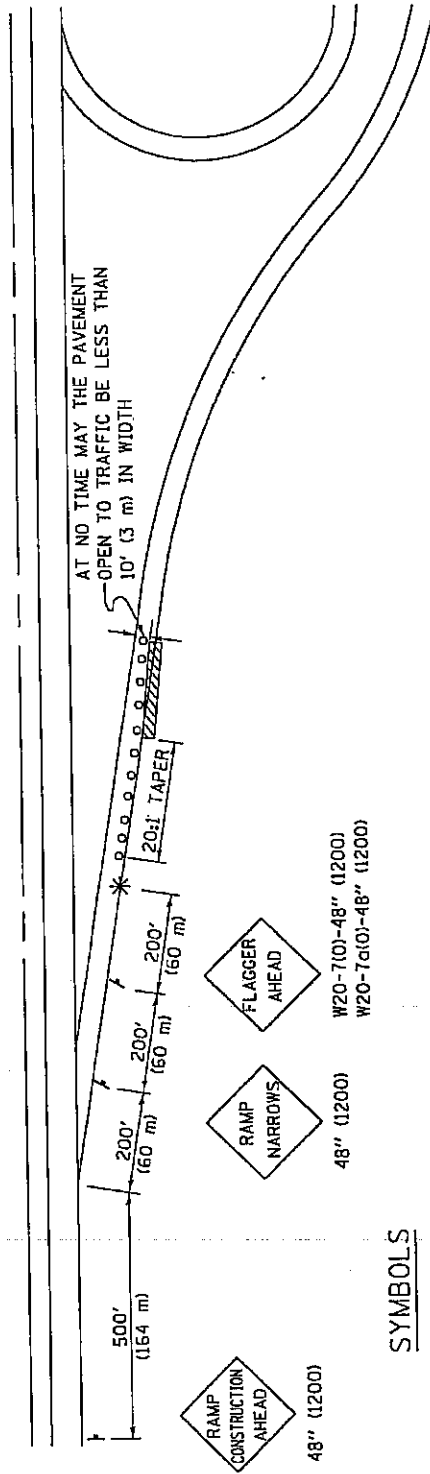 AT NO TIME MAY THE PAVEMENT
OPEN TO TRAFFIC BE LESS THAN
10' (3 m) IN WIDTH
20:1' TAPER
200'
(60 m)
200'
(60 m)
200'
(60 m)
500'
(164 m)
RAMP
CONSTRUCTION
AHEAD
48" (1200)
RAMP
NARROWS
48" (1200)
FLAGGER
AHEAD
W20-7(O)-48" (1200)
W20-7a(O)-48" (1200)
SYMBOLS